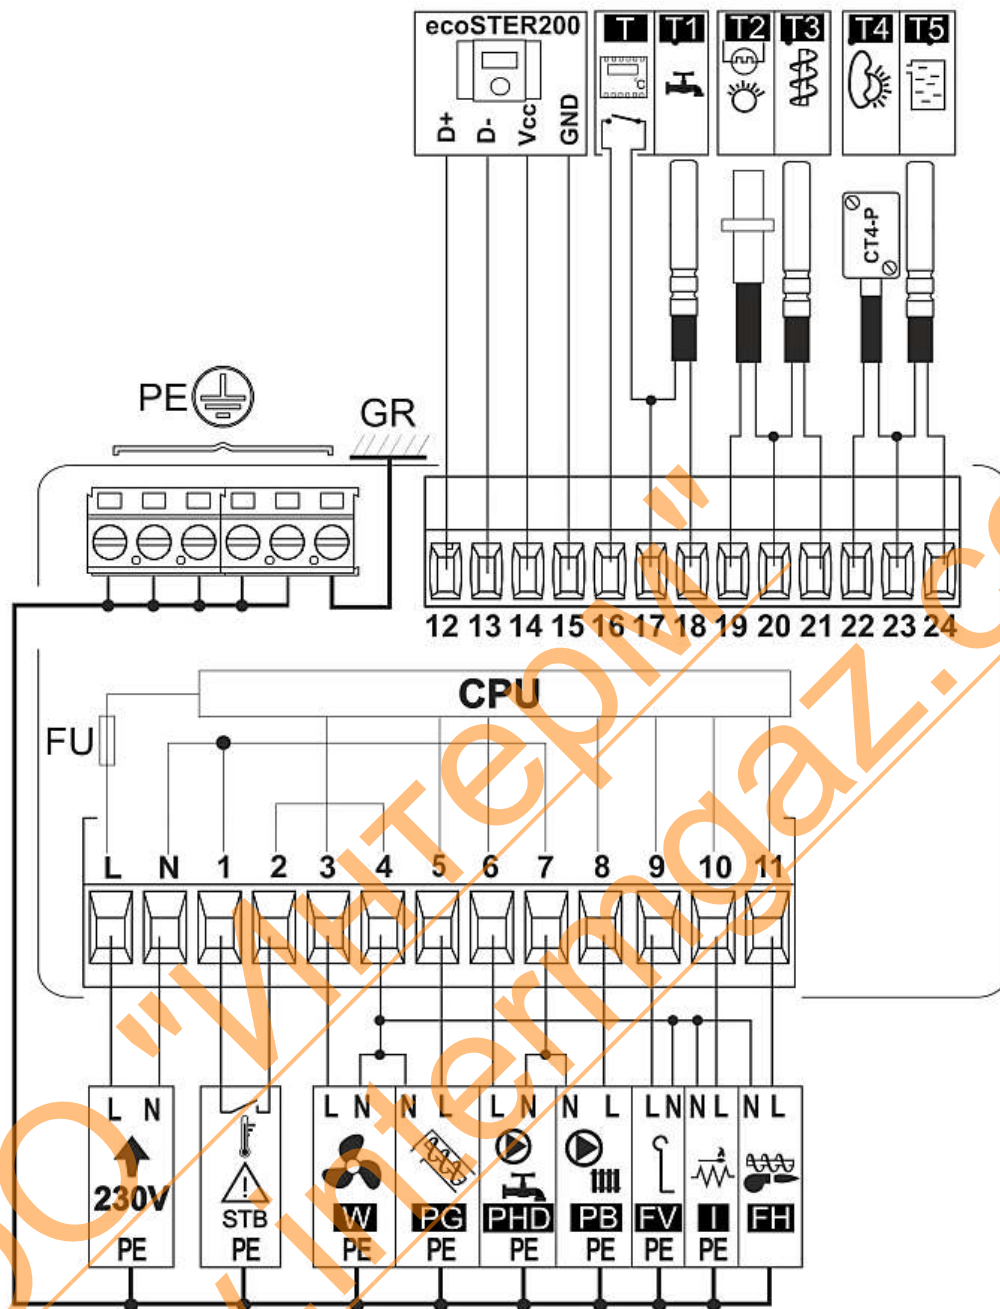 ecoSTER200
T T1 T2 T3 T4 T5
°C
D+ D- Vcc GND
CT4-P
PE
GR
12 13 14 15 16 17 18 19 20 21 22 23 24
CPU
FU
L N 1 2 3 4 5 6 7 8 9 10 11
L N
L N N L L N N L L N N L N L
230V
STB
W PG PHD PB FV I FH
PE PE PE PE PE PE PE PE
"ИНтерм"
intermgaz.c